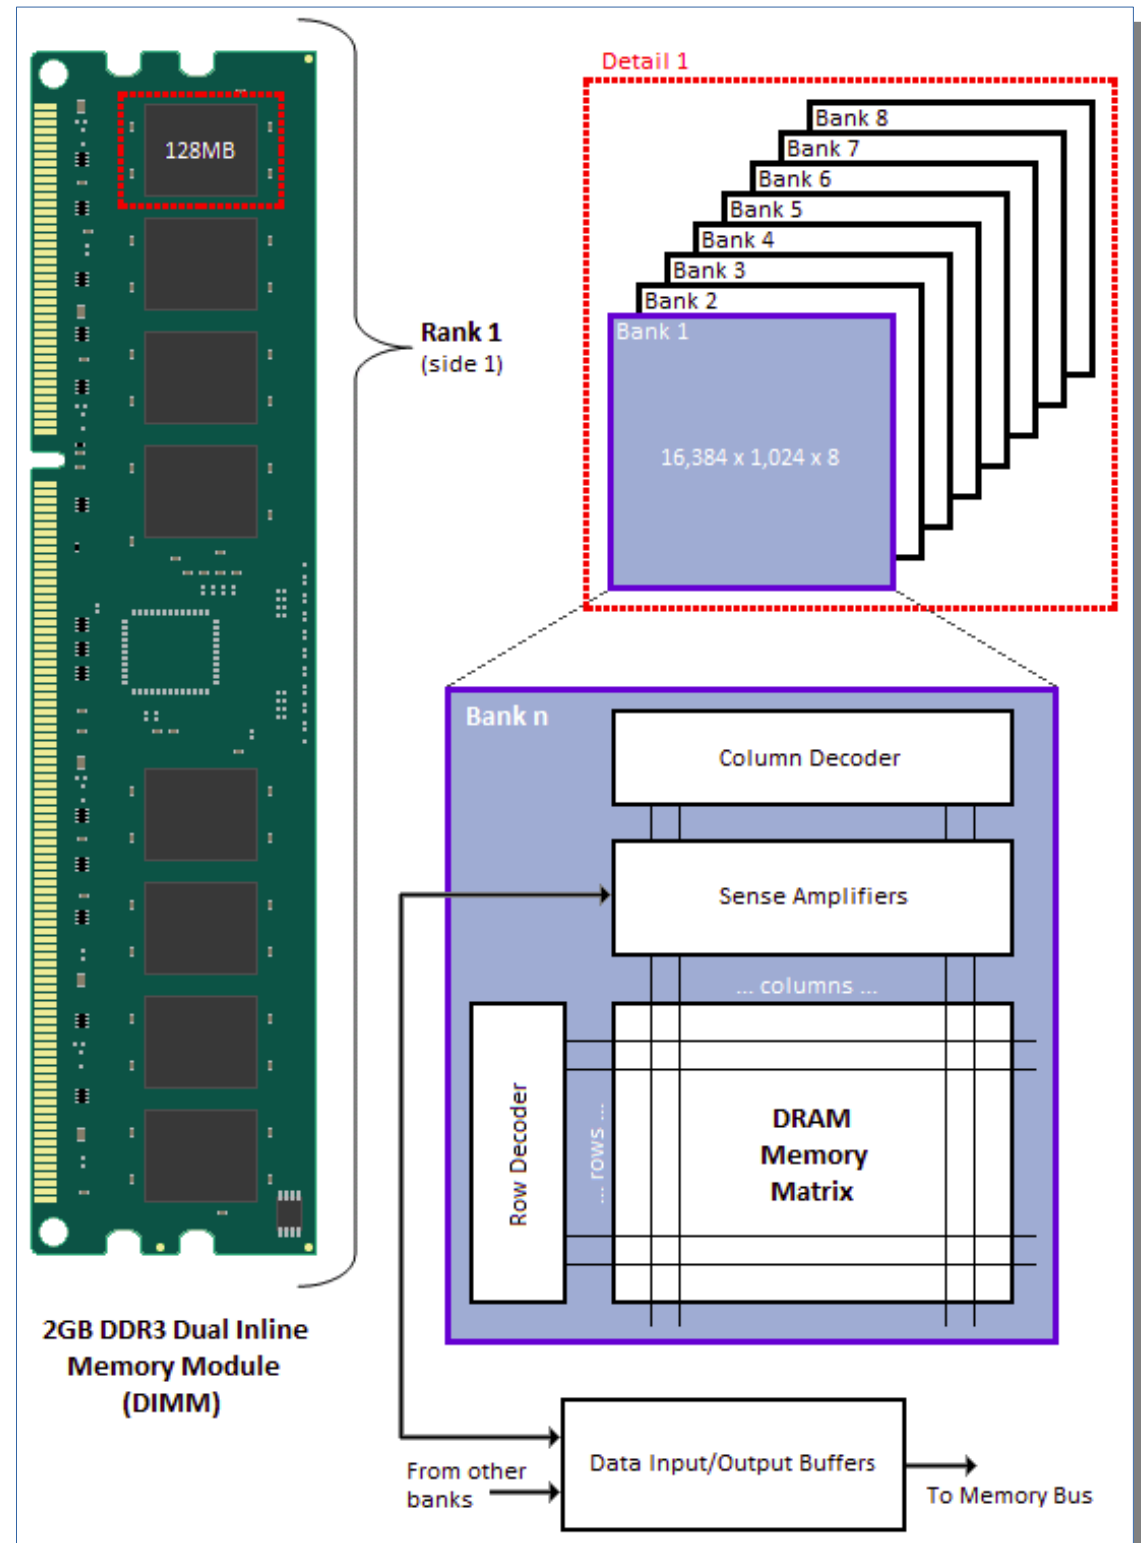 Detail 1
128MB
Bank 8
Bank 7
Bank 6
Bank 5
Bank 4
Bank 3
Bank 2
Bank 1
Rank 1
(side 1)
16,384 x 1,024 x 8
Bank n
Column Decoder
Sense Amplifiers
... columns ...
Row Decoder
... rows ...
DRAM
Memory
Matrix
2GB DDR3 Dual Inline
Memory Module
(DIMM)
Data Input/Output Buffers
From other
banks
To Memory Bus